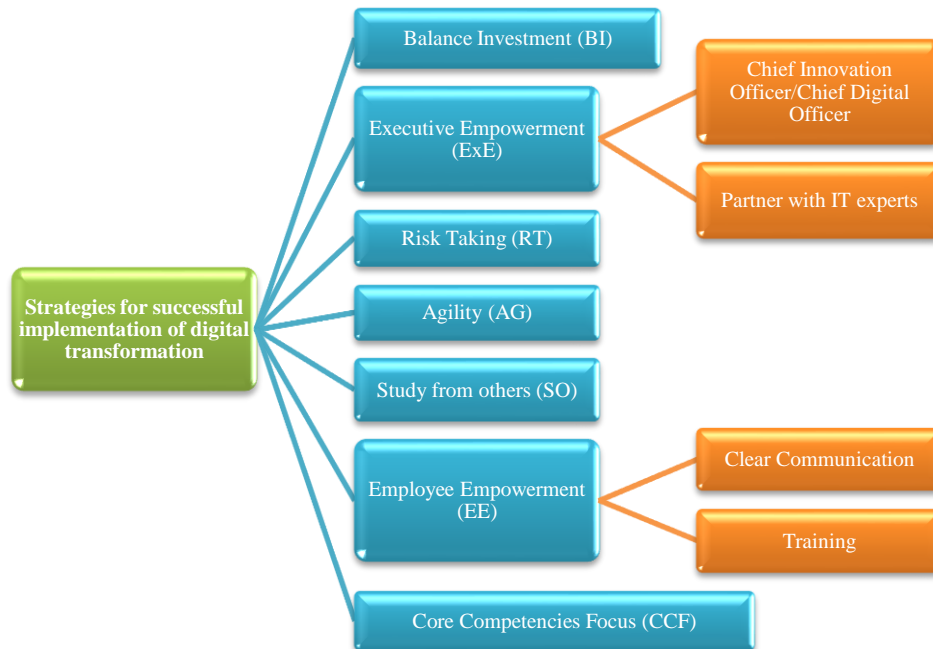 Strategies for successful
implementation of digital
transformation
Balance Investment (BI)
Executive Empowerment
(ExE)
Chief Innovation
Officer/Chief Digital
Officer
Partner with IT experts
Risk Taking (RT)
Agility (AG)
Study from others (SO)
Employee Empowerment
(EE)
Clear Communication
Training
Core Competencies Focus (CCF)